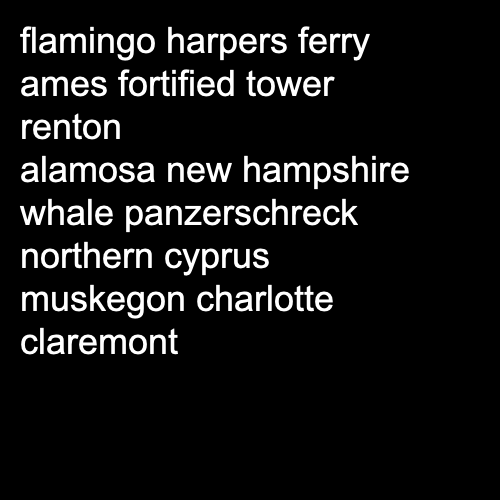 flamingo harpers ferry
ames fortified tower
renton
alamosa new hampshire
whale panzerschreck
northern cyprus
muskegon charlotte
claremont